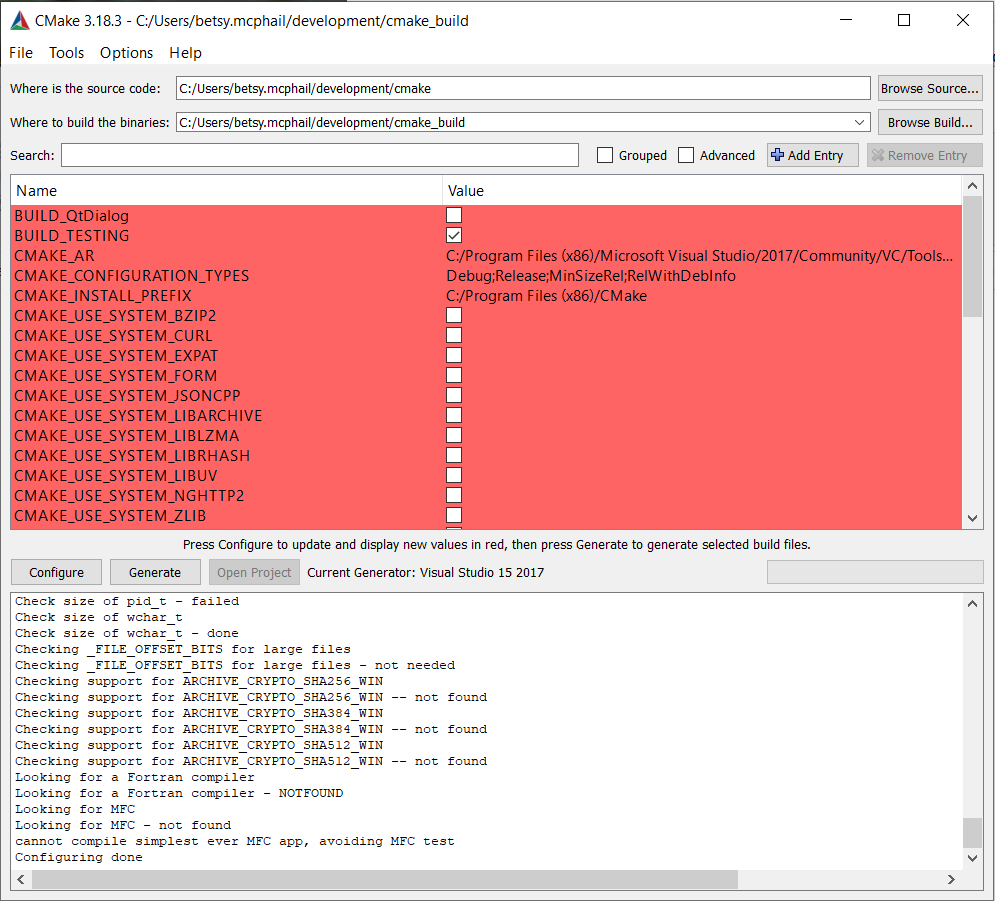 CMake 3.18.3 - C:/Users/betsy.mcphail/development/cmake_build
File Tools Options Help
Where is the source code: C:/Users/betsy.mcphail/development/cmake Browse Source...
Where to build the binaries: C:/Users/betsy.mcphail/development/cmake_build Browse Build...
Search: Grouped Advanced Add Entry Remove Entry
Name Value
BUILD_QtDialog
BUILD_TESTING
CMAKE_AR C:/Program Files (x86)/Microsoft Visual Studio/2017/Community/VC/Tools...
CMAKE_CONFIGURATION_TYPES Debug;Release;MinSizeRel;RelWithDebInfo
CMAKE_INSTALL_PREFIX C:/Program Files (x86)/CMake
CMAKE_USE_SYSTEM_BZIP2
CMAKE_USE_SYSTEM_CURL
CMAKE_USE_SYSTEM_EXPAT
CMAKE_USE_SYSTEM_FORM
CMAKE_USE_SYSTEM_JSONCPP
CMAKE_USE_SYSTEM_LIBARCHIVE
CMAKE_USE_SYSTEM_LIBLZMA
CMAKE_USE_SYSTEM_LIBRHASH
CMAKE_USE_SYSTEM_LIBUV
CMAKE_USE_SYSTEM_NGHTTP2
CMAKE_USE_SYSTEM_ZLIB
Press Configure to update and display new values in red, then press Generate to generate selected build files.
Configure Generate Open Project Current Generator: Visual Studio 15 2017
Check size of pid_t - failed
Check size of wchar_t
Check size of wchar_t - done
Checking _FILE_OFFSET_BITS for large files
Checking _FILE_OFFSET_BITS for large files - not needed
Checking support for ARCHIVE_CRYPTO_SHA256_WIN
Checking support for ARCHIVE_CRYPTO_SHA256_WIN -- not found
Checking support for ARCHIVE_CRYPTO_SHA384_WIN
Checking support for ARCHIVE_CRYPTO_SHA384_WIN -- not found
Checking support for ARCHIVE_CRYPTO_SHA512_WIN
Checking support for ARCHIVE_CRYPTO_SHA512_WIN -- not found
Looking for a Fortran compiler
Looking for a Fortran compiler - NOTFOUND
Looking for MFC
Looking for MFC - not found
cannot compile simplest ever MFC app, avoiding MFC test
Configuring done